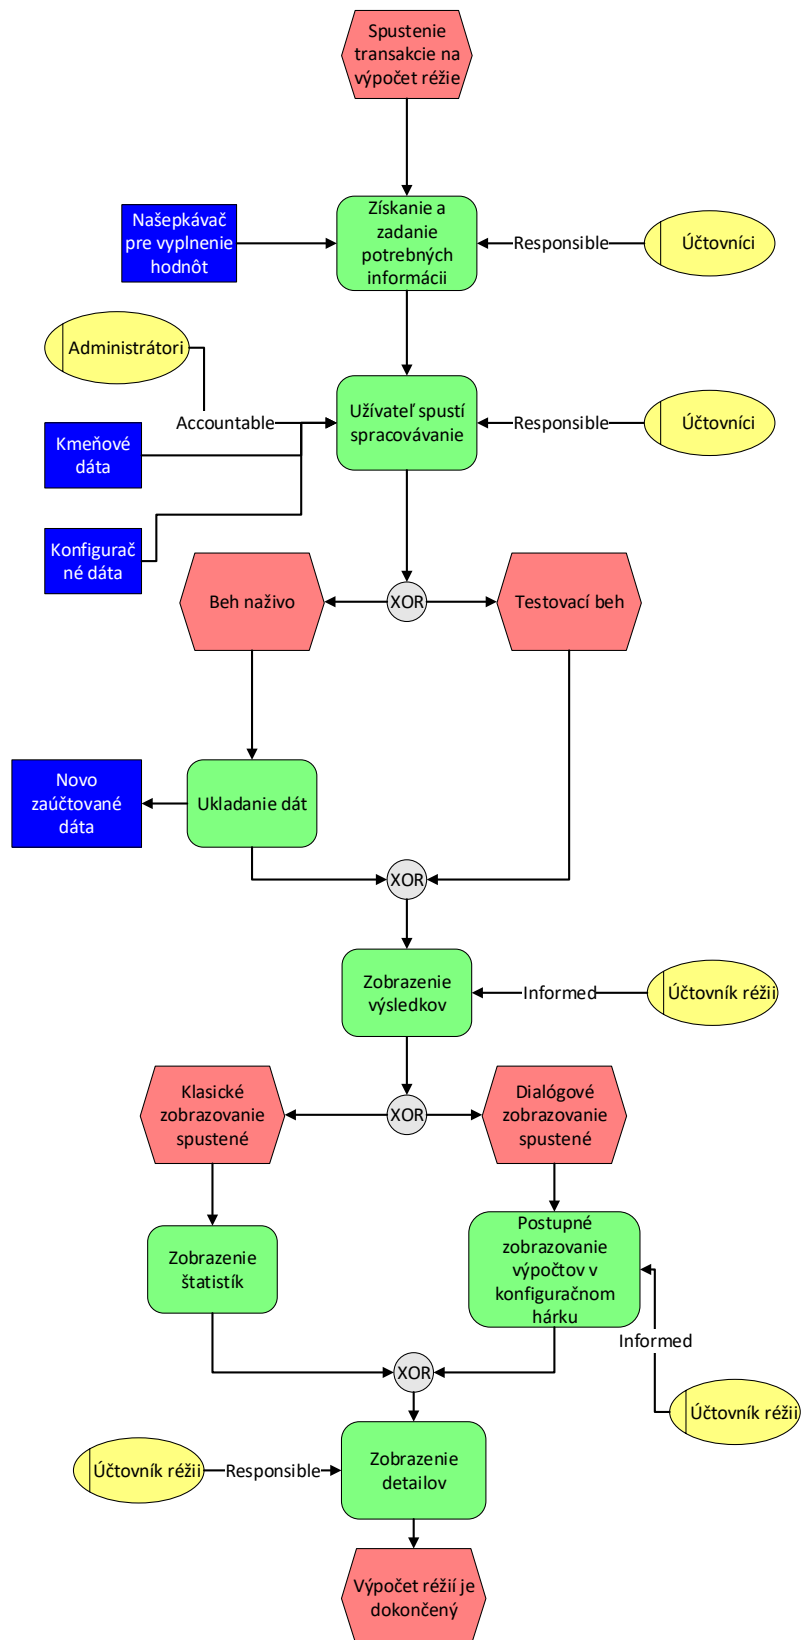 Spustenie
transakcie na
výpočet réžie
Získanie a
zadanie
potrebných
informácii
Našepkávač
pre vyplnenie
hodnôt
Responsible
Účtovníci
Administrátori
Accountable
Užívateľ spustí
spracovávanie
Responsible
Účtovníci
Kmeňové
dáta
Konfigurač
né dáta
Beh naživo
XOR
Testovací beh
Novo
zaúčtované
dáta
Ukladanie dát
XOR
Zobrazenie
výsledkov
Informed
Účtovník réžii
Klasické
zobrazovanie
spustené
XOR
Dialógové
zobrazovanie
spustené
Zobrazenie
štatistík
Postupné
zobrazovanie
výpočtov v
konfiguračnom
hárku
Informed
XOR
Účtovník réžii
Účtovník réžii
Responsible
Zobrazenie
detailov
Výpočet réžií je
dokončený